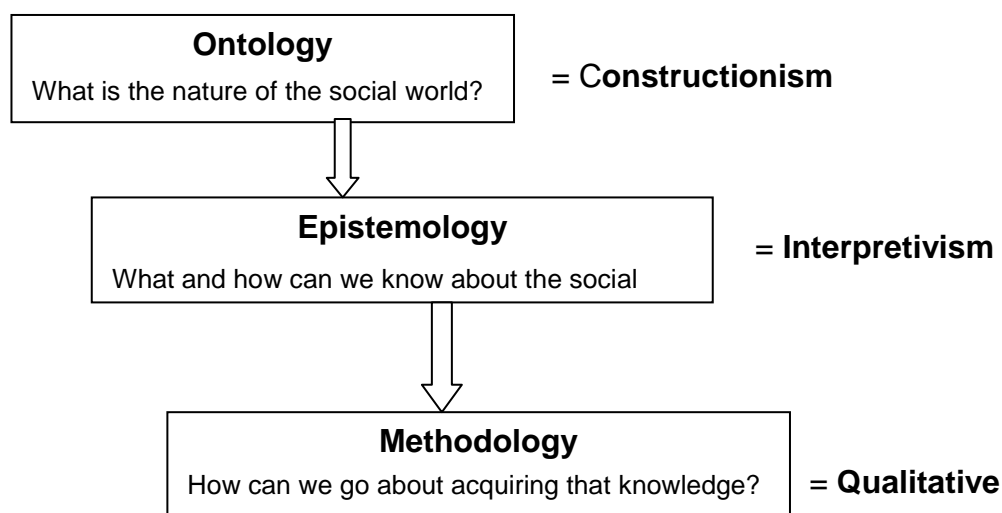 Ontology
What is the nature of the social world?
= Constructionism
Epistemology
What and how can we know about the social
= Interpretivism
Methodology
How can we go about acquiring that knowledge?
= Qualitative